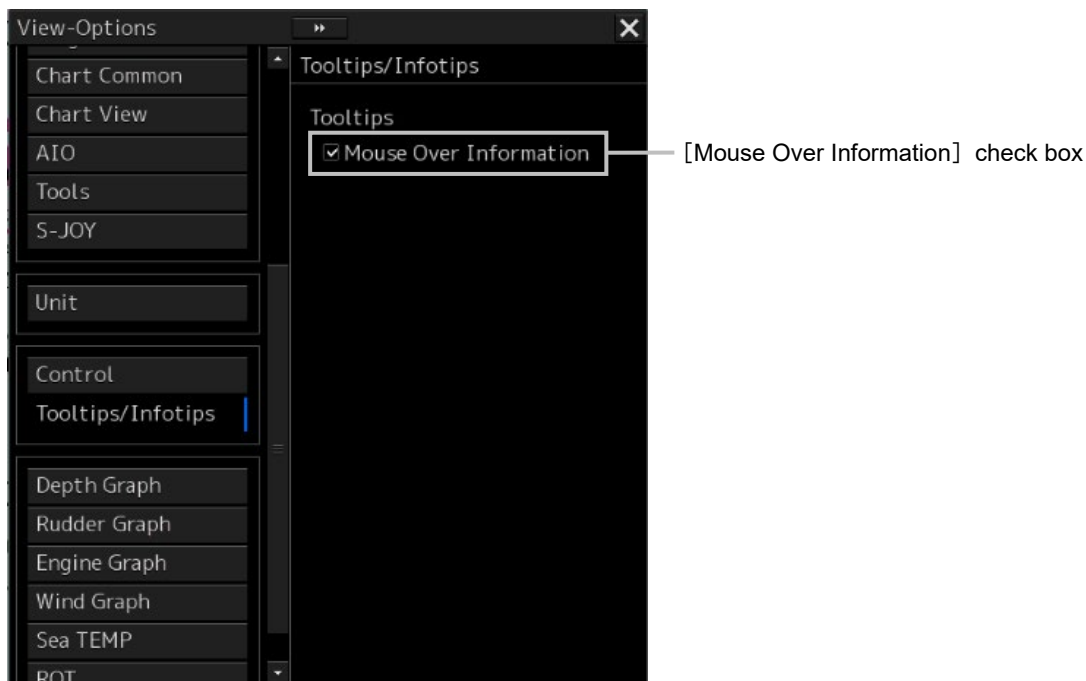 View-Options
Chart Common
Chart View
AIO
Tools
S-JOY
Unit
Control
Tooltips/Infotips
Depth Graph
Rudder Graph
Engine Graph
Wind Graph
Sea TEMP
ROT
Tooltips/Infotips
Tooltips
Mouse Over Information
［Mouse Over Information］ check box